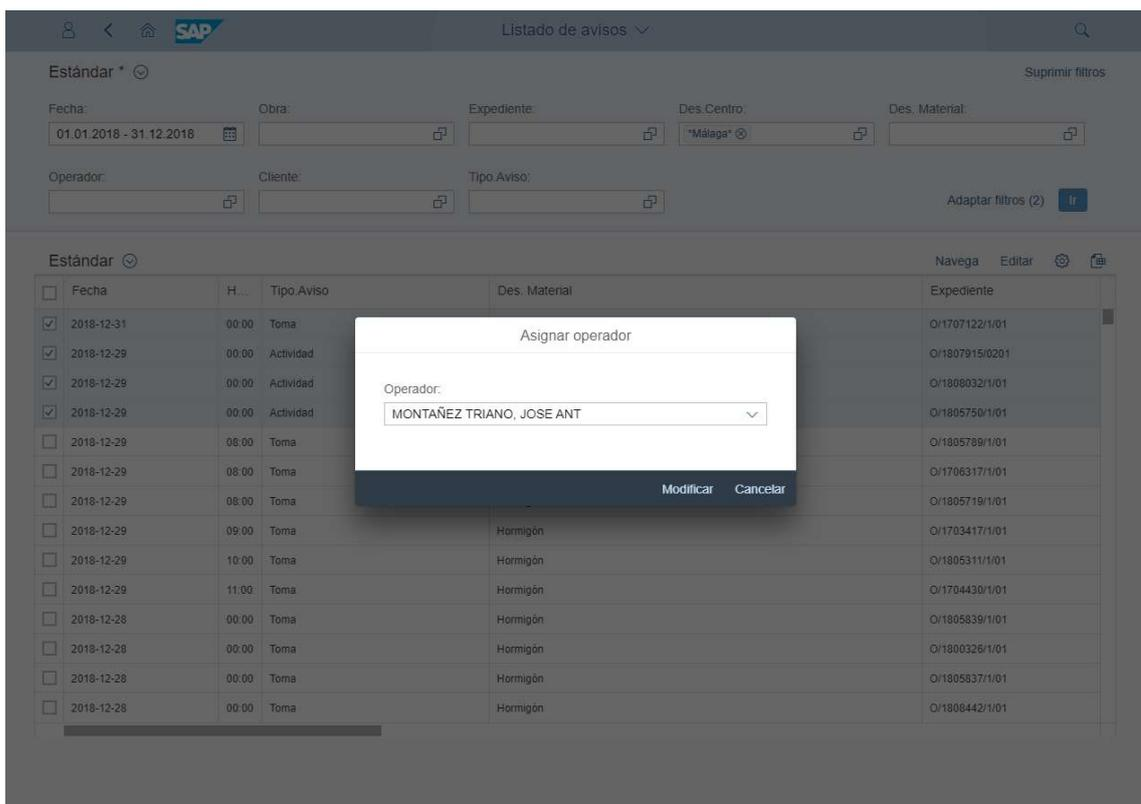 SAP
Listado de avisos
Estándar *
Suprimir filtros
Fecha: Obra: Expediente: Des.Centro: Des. Material:
01.01.2018 - 31.12.2018 *Málaga*
Operador: Cliente: Tipo.Aviso:
Adaptar filtros (2) Ir
Estándar
Navega Editar
Fecha H... Tipo.Aviso Des. Material Expediente
2018-12-31 00:00 Toma O/1707122/1/01
2018-12-29 00:00 Actividad O/1807915/0201
2018-12-29 00:00 Actividad O/1808032/1/01
2018-12-29 00:00 Actividad O/1805750/1/01
2018-12-29 08:00 Toma O/1805789/1/01
2018-12-29 08:00 Toma O/1706317/1/01
2018-12-29 08:00 Toma O/1805719/1/01
2018-12-29 09:00 Toma Hormigón O/1703417/1/01
2018-12-29 10:00 Toma Hormigón O/1805311/1/01
2018-12-29 11:00 Toma Hormigón O/1704430/1/01
2018-12-28 00:00 Toma Hormigón O/1805839/1/01
2018-12-28 00:00 Toma Hormigón O/1800326/1/01
2018-12-28 00:00 Toma Hormigón O/1805837/1/01
2018-12-28 00:00 Toma Hormigón O/1808442/1/01
Asignar operador
Operador:
MONTAÑEZ TRIANO, JOSE ANT
Modificar Cancelar